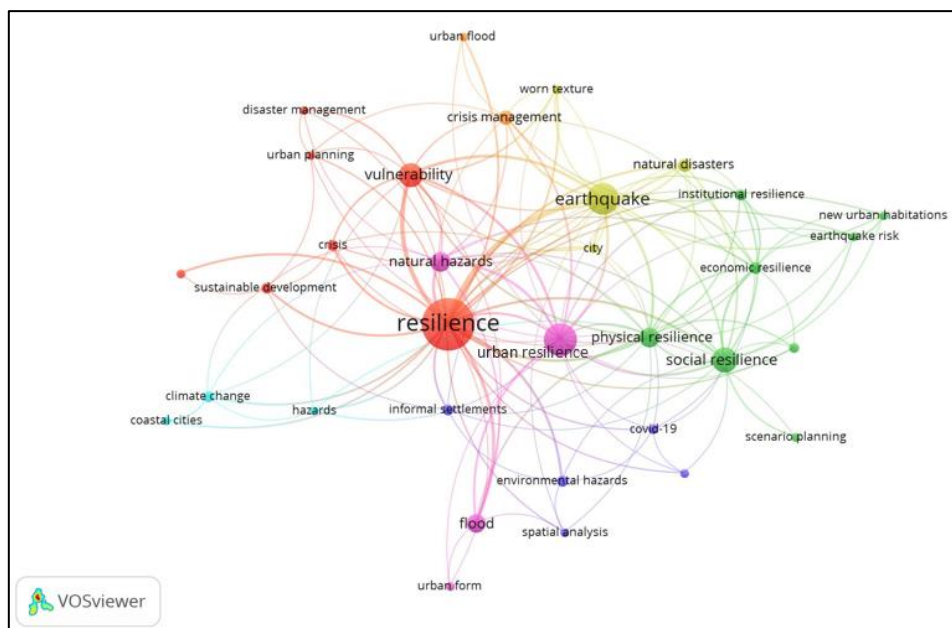 urban flood
worn texture
disaster management
crisis management
urban planning
natural disasters
vulnerability
institutional resilience
earthquake
new urban habitations
earthquake risk
crisis
city
natural hazards
economic resilience
sustainable development
resilience
physical resilience
urban resilience
social resilience
climate change
hazards
informal settlements
coastal cities
covid-19
scenario planning
environmental hazards
flood
spatial analysis
urban form
VOSviewer